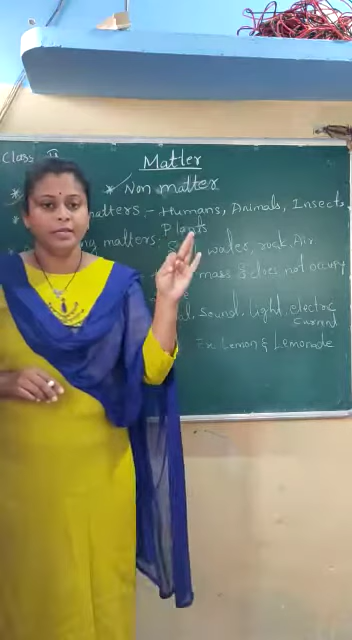 Class II
Matter
* Non matter
* matters :- Humans, Animals, Insects
Plants
matters: water, rock, Air
mass & does not occupy
sound, light, electric
current
Ex Lemon & Lemonade